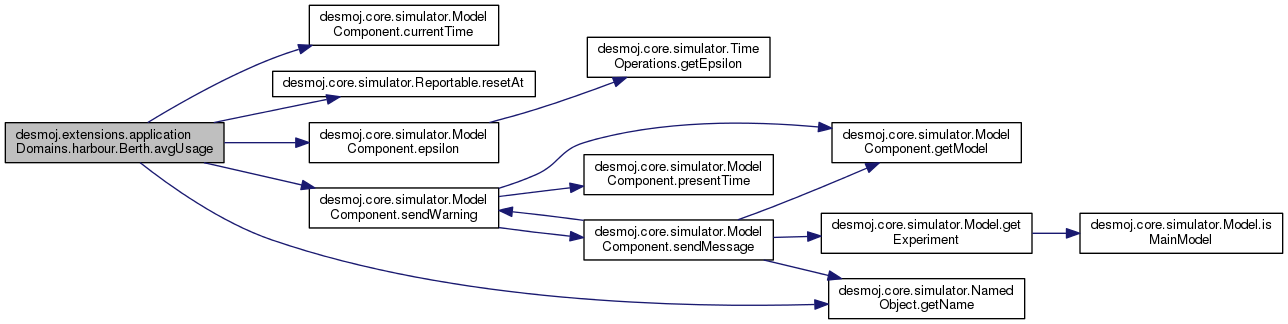 desmoj.extensions.application
Domains.harbour.Berth.avgUsage
desmoj.core.simulator.Model
Component.currentTime
desmoj.core.simulator.Reportable.resetAt
desmoj.core.simulator.Model
Component.epsilon
desmoj.core.simulator.Model
Component.sendWarning
desmoj.core.simulator.Time
Operations.getEpsilon
desmoj.core.simulator.Model
Component.presentTime
desmoj.core.simulator.Model
Component.sendMessage
desmoj.core.simulator.Model
Component.getModel
desmoj.core.simulator.Model.get
Experiment
desmoj.core.simulator.Named
Object.getName
desmoj.core.simulator.Model.is
MainModel